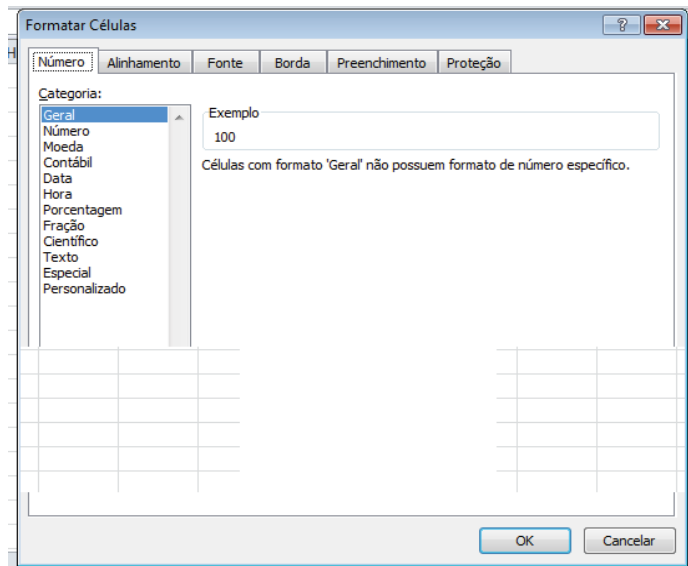 Formatar Células
H
Número Alinhamento Fonte Borda Preenchimento Proteção
Categoria:
Geral
Número
Moeda
Contábil
Data
Hora
Porcentagem
Fração
Científico
Texto
Especial
Personalizado
Exemplo
100
Células com formato 'Geral' não possuem formato de número específico.
OK Cancelar